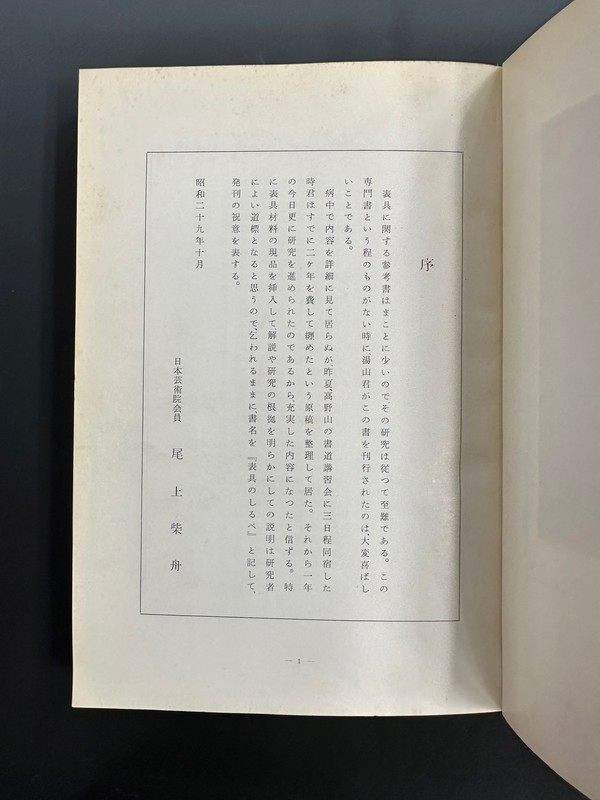 序
表具に関する参考書はまことに少いので、その研究は従つて至難である。この
専門書という程のものがない時に湯山君がこの書を刊行されたのは、大変喜ばし
いことである。
病中で内容を詳細に見て居らぬが、昨夏、高野山の書道講習会に三日程同宿した
時君はすでに二ヶ年を費して纒めたという原稿を整理して居た。それから一年
の今日更に研究を進められたのであるから、充実した内容になつたと信ずる。特
に表具材料の現品を挿入して解説や研究の根拠を明らかにしての説明は研究者
によい道標となると思うので、乞われるままに、書名を『表具のしるべ』と記して、
発刊の祝意を表する。
昭和二十九年十月
日本芸術院会員 尾上柴舟
— 1 —